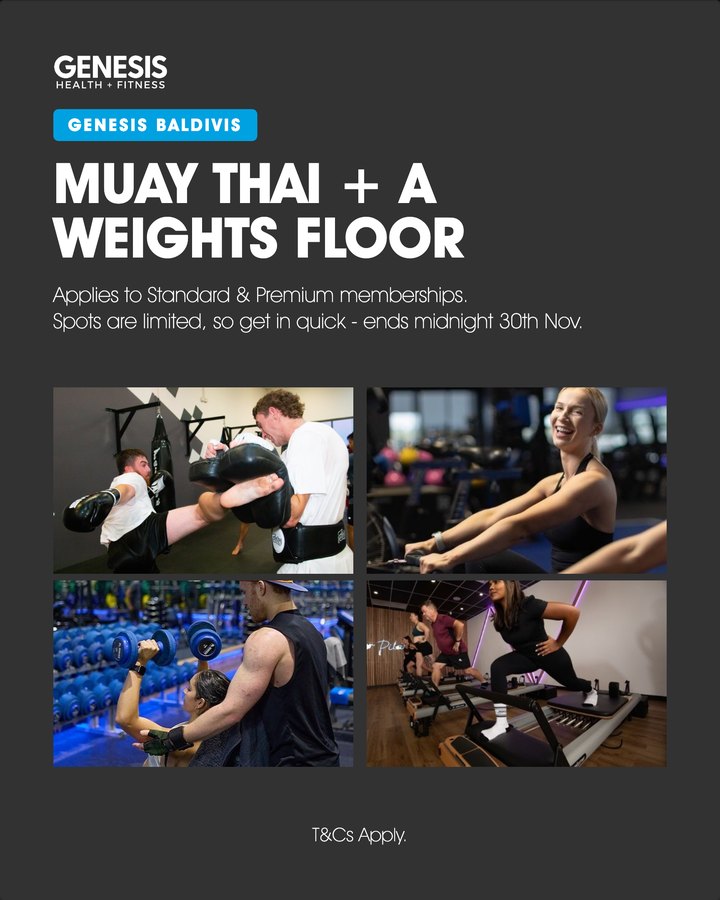 GENESIS
HEALTH + FITNESS
GENESIS BALDIVIS
MUAY THAI + A
WEIGHTS FLOOR
Applies to Standard & Premium memberships.
Spots are limited, so get in quick - ends midnight 30th Nov.
T&Cs Apply.